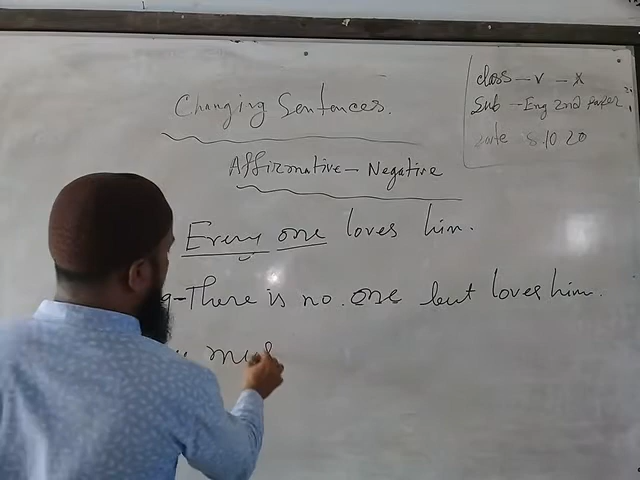 Changing Sentences.
Affirmative - Negative
Every one loves him.
There is no one but loves him.
class - V - X
Sub - Eng 2nd Paper
8.10.20